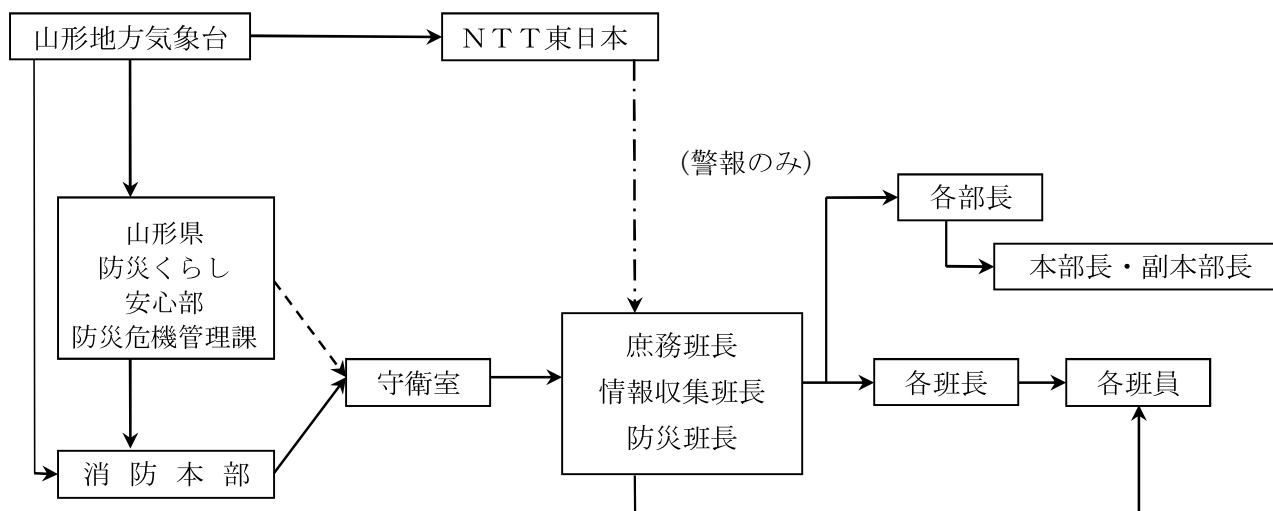 山形地方気象台
ＮＴＴ東日本
（警報のみ）
各部長
本部長・副本部長
山形県
防災くらし
安心部
防災危機管理課
守衛室
庶務班長
情報収集班長
防災班長
各班長
各班員
消 防 本 部